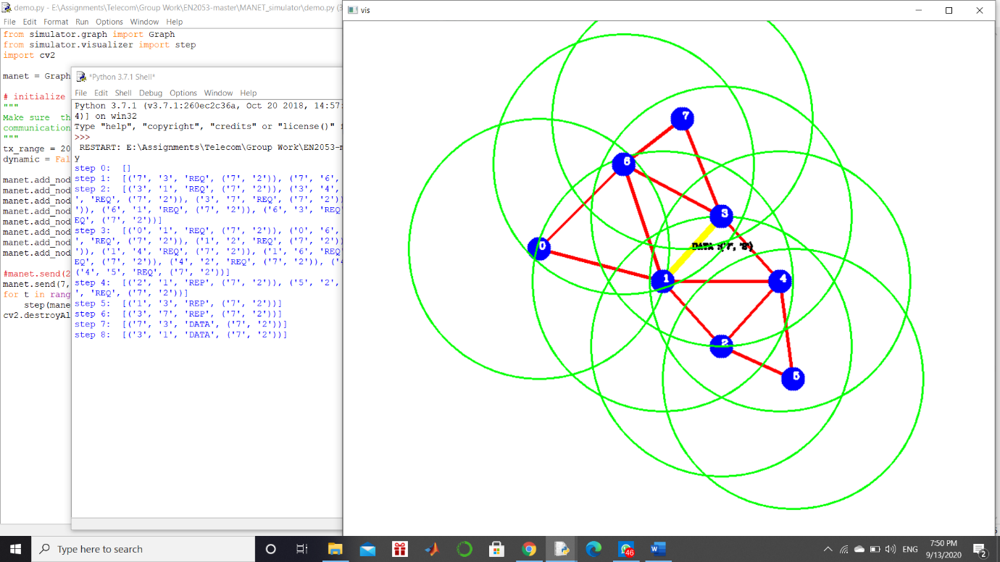 demo.py - E:\Assignments\Telecom\Group Work\EN2053-master\MANET_simulator\demo.py (3
File Edit Format Run Options Window Help
from simulator.graph import Graph
from simulator.visualizer import step
import cv2
manet = Graph
# initialize
"""
Make sure th
communication
"""
tx_range = 20
dynamic = Fal
manet.add_nod
manet.add_nod
manet.add_nod
manet.add_nod
manet.add_nod
manet.add_nod
manet.add_nod
manet.add_nod
#manet.send(2
manet.send(7,
for t in rang
step(mane
cv2.destroyAl
*Python 3.7.1 Shell*
File Edit Shell Debug Options Window Help
Python 3.7.1 (v3.7.1:260ec2c36a, Oct 20 2018, 14:57:
4)] on win32
Type "help", "copyright", "credits" or "license()"
>>>
RESTART: E:\Assignments\Telecom\Group Work\EN2053-m
y
step 0: []
step 1: [('7', '3', 'REQ', ('7', '2')), ('7', '6',
step 2: [('3', '1', 'REQ', ('7', '2')), ('3', '4',
', 'REQ', ('7', '2')), ('3', '7', 'REQ', ('7', '2')
')), ('6', '1', 'REQ', ('7', '2')), ('6', '3', 'REQ'
EQ', ('7', '2'))]
step 3: [('0', '1', 'REQ', ('7', '2')), ('0', '6',
', 'REQ', ('7', '2')), ('1', '2', 'REQ', ('7', '2'))
')), ('1', '4', 'REQ', ('7', '2')), ('1', '6', 'REQ'
EQ', ('7', '2')), ('4', '2', 'REQ', ('7', '2')), ('
('4', '5', 'REQ', ('7', '2'))]
step 4: [('2', '1', 'REP', ('7', '2')), ('5', '2',
', 'REQ', ('7', '2'))]
step 5: [('1', '3', 'REP', ('7', '2'))]
step 6: [('3', '7', 'REP', ('7', '2'))]
step 7: [('7', '3', 'DATA', ('7', '2'))]
step 8: [('3', '1', 'DATA', ('7', '2'))]
vis
7
6
3
0
DATA :('7', '2')
1
4
2
5
Type here to search
46
ENG
7:50 PM
9/13/2020
2